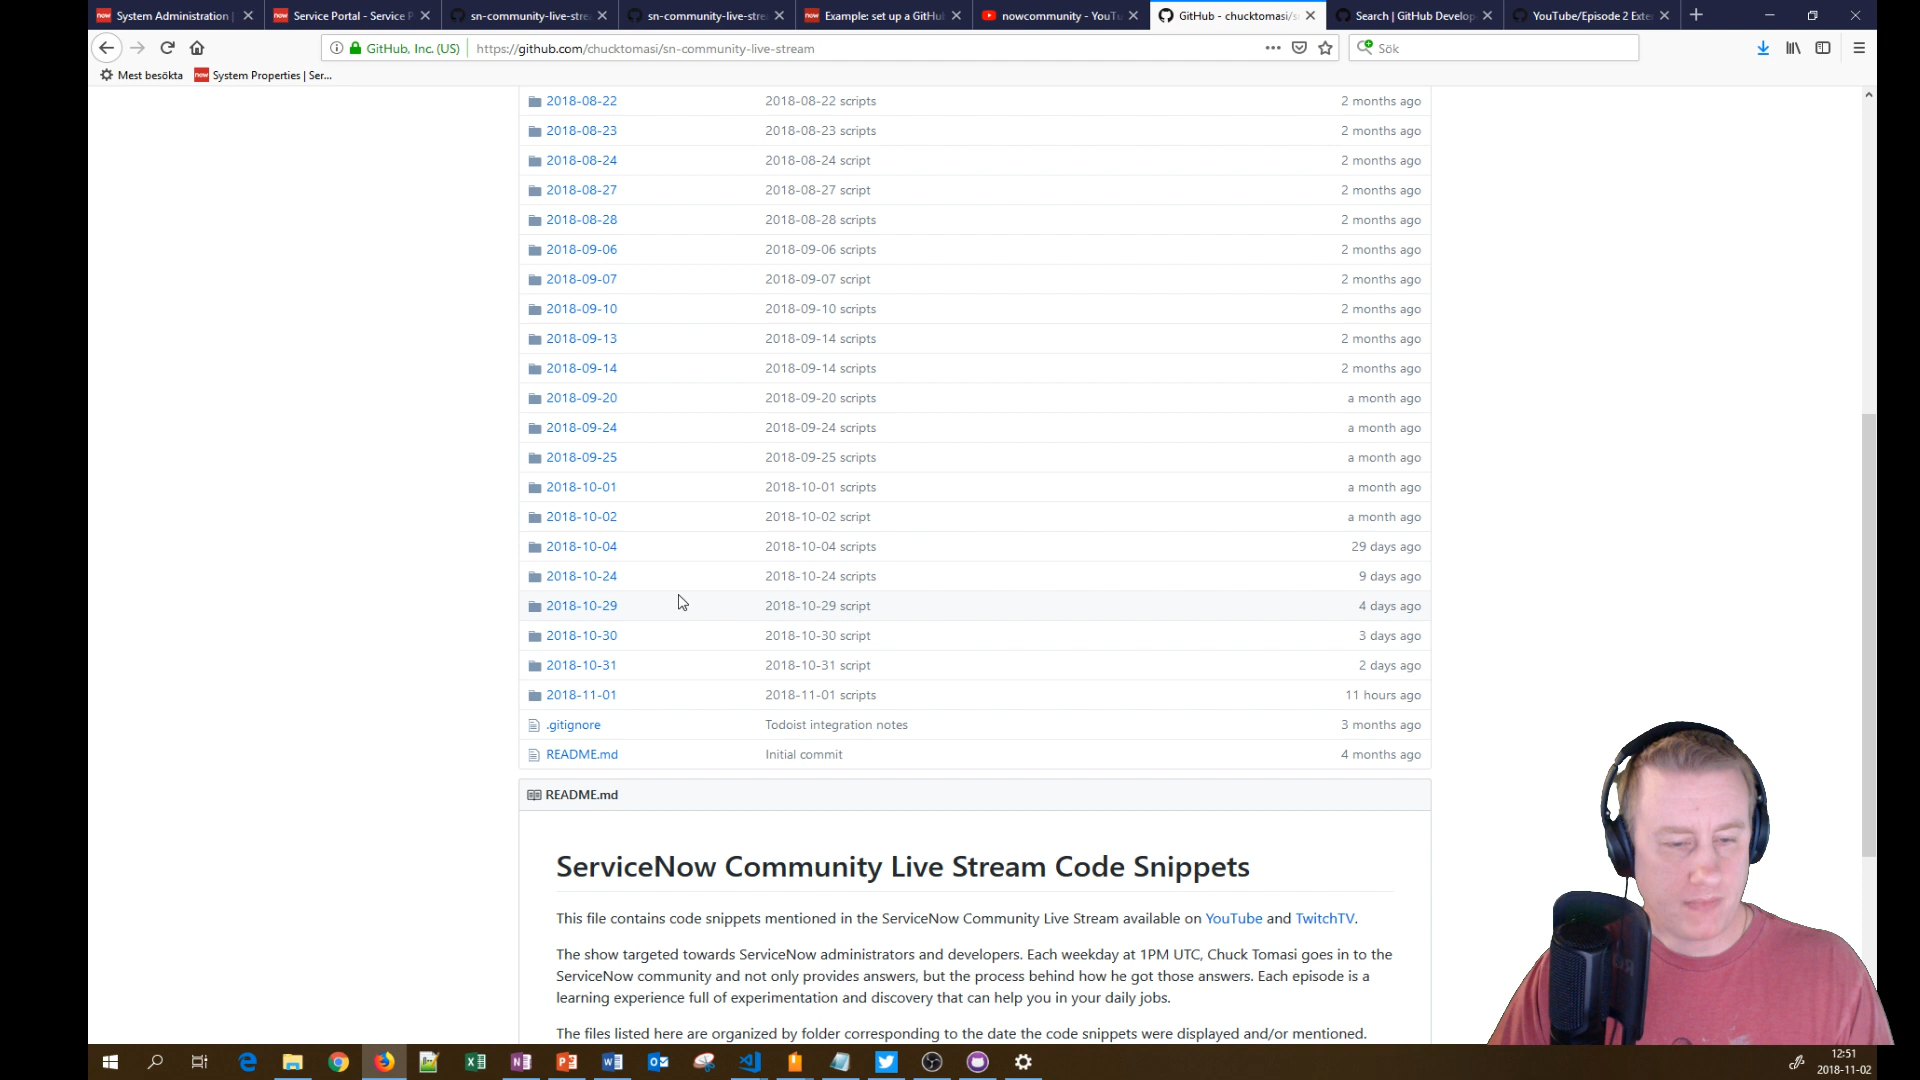 System Administration |
Service Portal - Service P
sn-community-live-stre
sn-community-live-stre
Example: set up a GitHu
nowcommunity - YouTu
GitHub - chucktomasi/s
Search | GitHub Develop
YouTube/Episode 2 Exte
GitHub, Inc. (US)
https://github.com/chucktomasi/sn-community-live-stream
Sök
Mest besökta
now System Properties | Ser...
2018-08-22 2018-08-22 scripts 2 months ago
2018-08-23 2018-08-23 scripts 2 months ago
2018-08-24 2018-08-24 script 2 months ago
2018-08-27 2018-08-27 script 2 months ago
2018-08-28 2018-08-28 scripts 2 months ago
2018-09-06 2018-09-06 scripts 2 months ago
2018-09-07 2018-09-07 script 2 months ago
2018-09-10 2018-09-10 scripts 2 months ago
2018-09-13 2018-09-14 scripts 2 months ago
2018-09-14 2018-09-14 scripts 2 months ago
2018-09-20 2018-09-20 scripts a month ago
2018-09-24 2018-09-24 scripts a month ago
2018-09-25 2018-09-25 scripts a month ago
2018-10-01 2018-10-01 scripts a month ago
2018-10-02 2018-10-02 script a month ago
2018-10-04 2018-10-04 scripts 29 days ago
2018-10-24 2018-10-24 scripts 9 days ago
2018-10-29 2018-10-29 script 4 days ago
2018-10-30 2018-10-30 script 3 days ago
2018-10-31 2018-10-31 script 2 days ago
2018-11-01 2018-11-01 scripts 11 hours ago
.gitignore Todoist integration notes 3 months ago
README.md Initial commit 4 months ago
README.md
ServiceNow Community Live Stream Code Snippets
This file contains code snippets mentioned in the ServiceNow Community Live Stream available on YouTube and TwitchTV.
The show targeted towards ServiceNow administrators and developers. Each weekday at 1PM UTC, Chuck Tomasi goes in to the
ServiceNow community and not only provides answers, but the process behind how he got those answers. Each episode is a
learning experience full of experimentation and discovery that can help you in your daily jobs.
The files listed here are organized by folder corresponding to the date the code snippets were displayed and/or mentioned.
12:51
2018-11-02